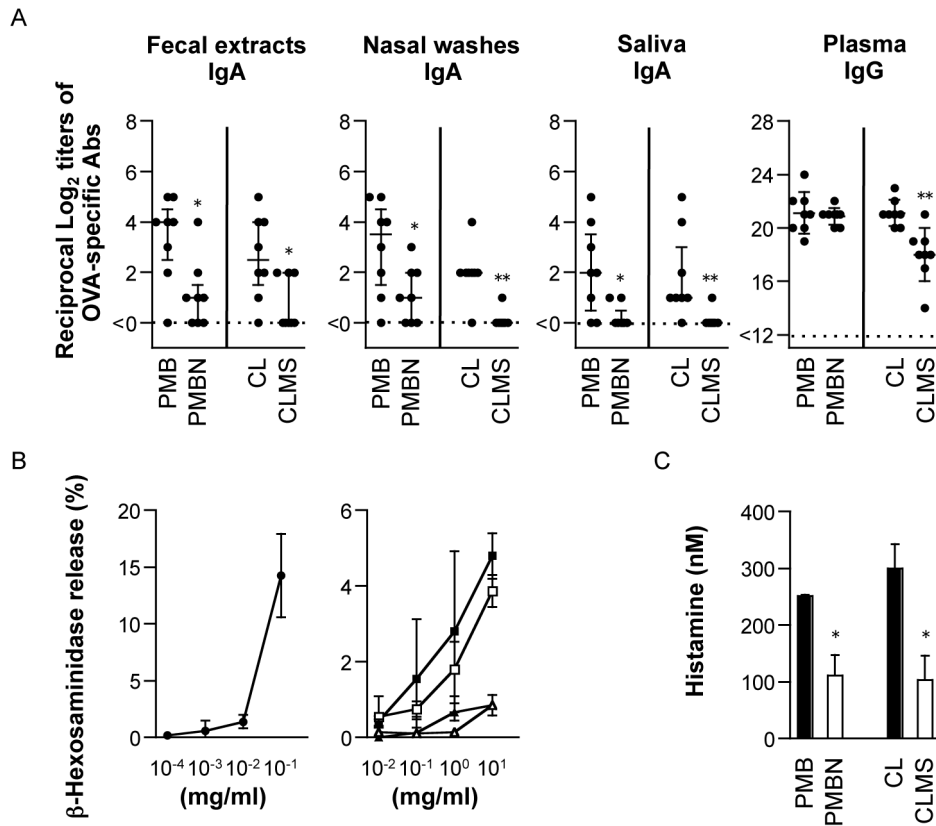 A
Fecal extracts
IgA
Nasal washes
IgA
Saliva
IgA
Plasma
IgG
Reciprocal Log₂ titers of
OVA-specific Abs
8
6
4
2
<0
*
*
PMB
PMBN
CL
CLMS
8
6
4
2
<0
*
**
PMB
PMBN
CL
CLMS
8
6
4
2
<0
*
**
PMB
PMBN
CL
CLMS
28
24
20
16
<12
**
PMB
PMBN
CL
CLMS
B
β-Hexosaminidase release (%)
20
15
10
5
0
10⁻⁴ 10⁻³ 10⁻² 10⁻¹
(mg/ml)
6
4
2
0
10⁻² 10⁻¹ 10⁰ 10¹
(mg/ml)
C
Histamine (nM)
400
300
200
100
0
*
*
PMB
PMBN
CL
CLMS